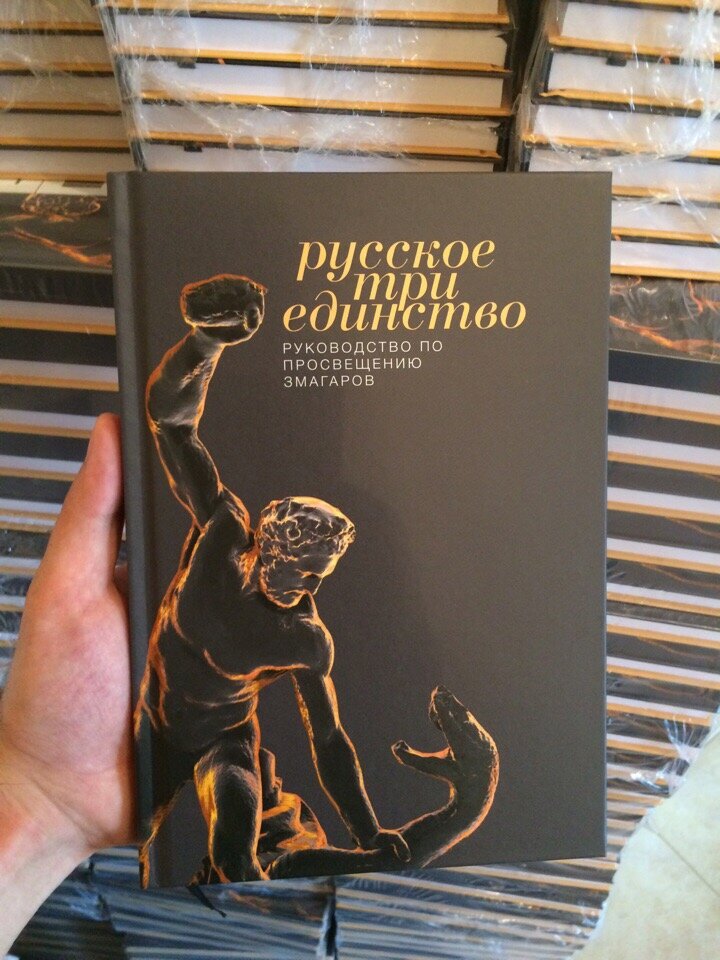 русское
три
единство
РУКОВОДСТВО ПО
ПРОСВЕЩЕНИЮ
ЗМАГАРОВ